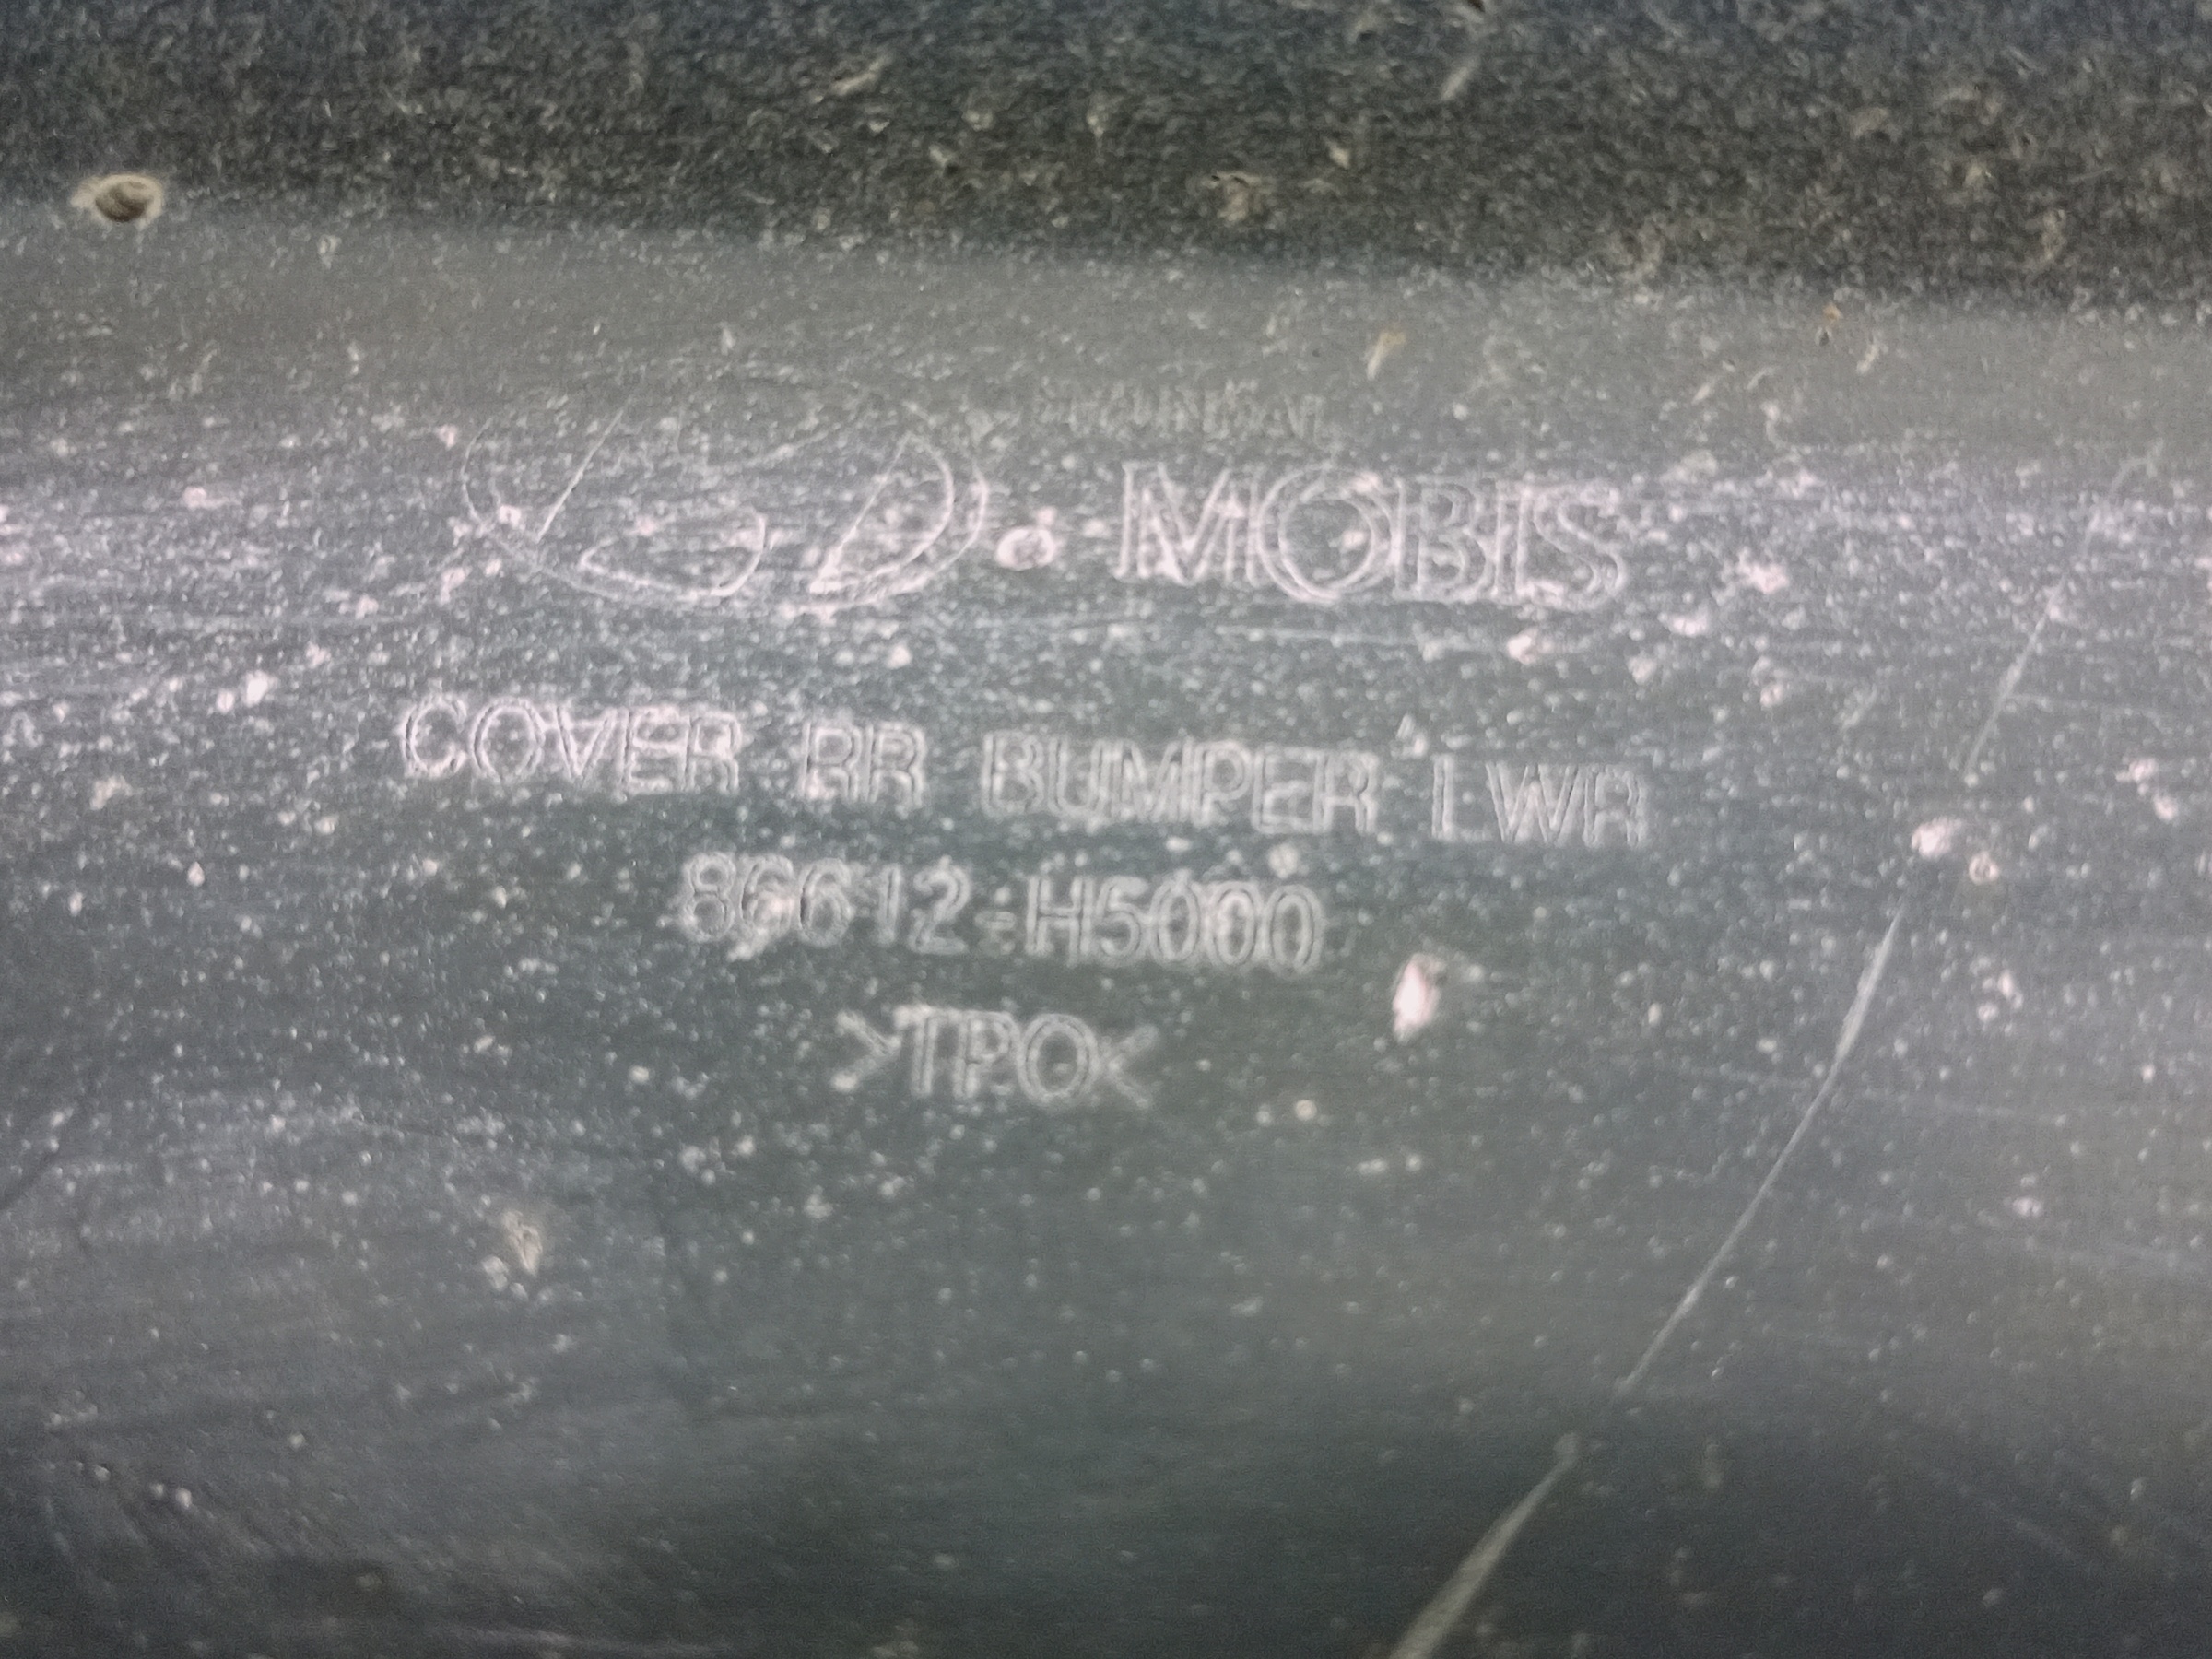 MOBIS
COVER RR BUMPER LWR
86612-H5000
>TPO<